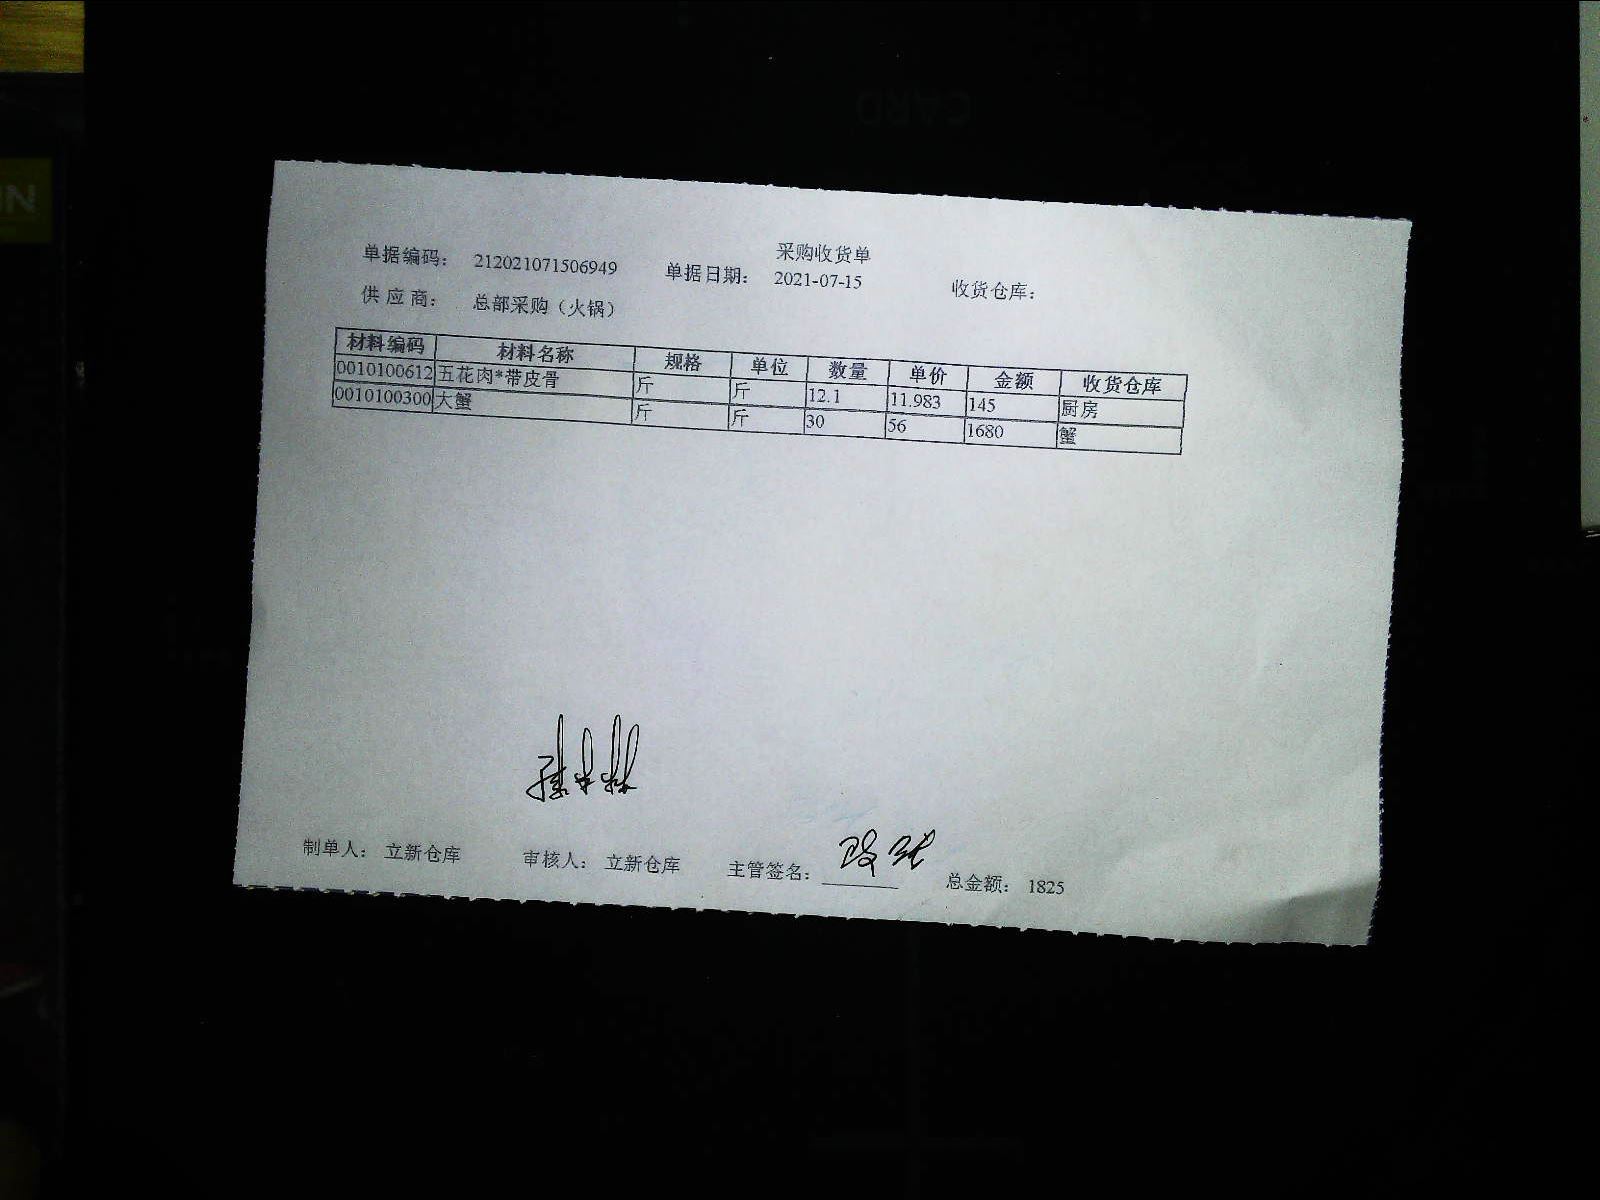 采购收货单
单据编码: 212021071506949 单据日期: 2021-07-15 收货仓库:
供 应 商: 总部采购（火锅）
材料编码 材料名称 规格 单位 数量 单价 金额 收货仓库
0010100612 五花肉*带皮骨 斤 斤 12.1 11.983 145 厨房
0010100300 大蟹 斤 斤 30 56 1680 蟹
制单人: 立新仓库 审核人: 立新仓库 主管签名: 总金额: 1825
CARD